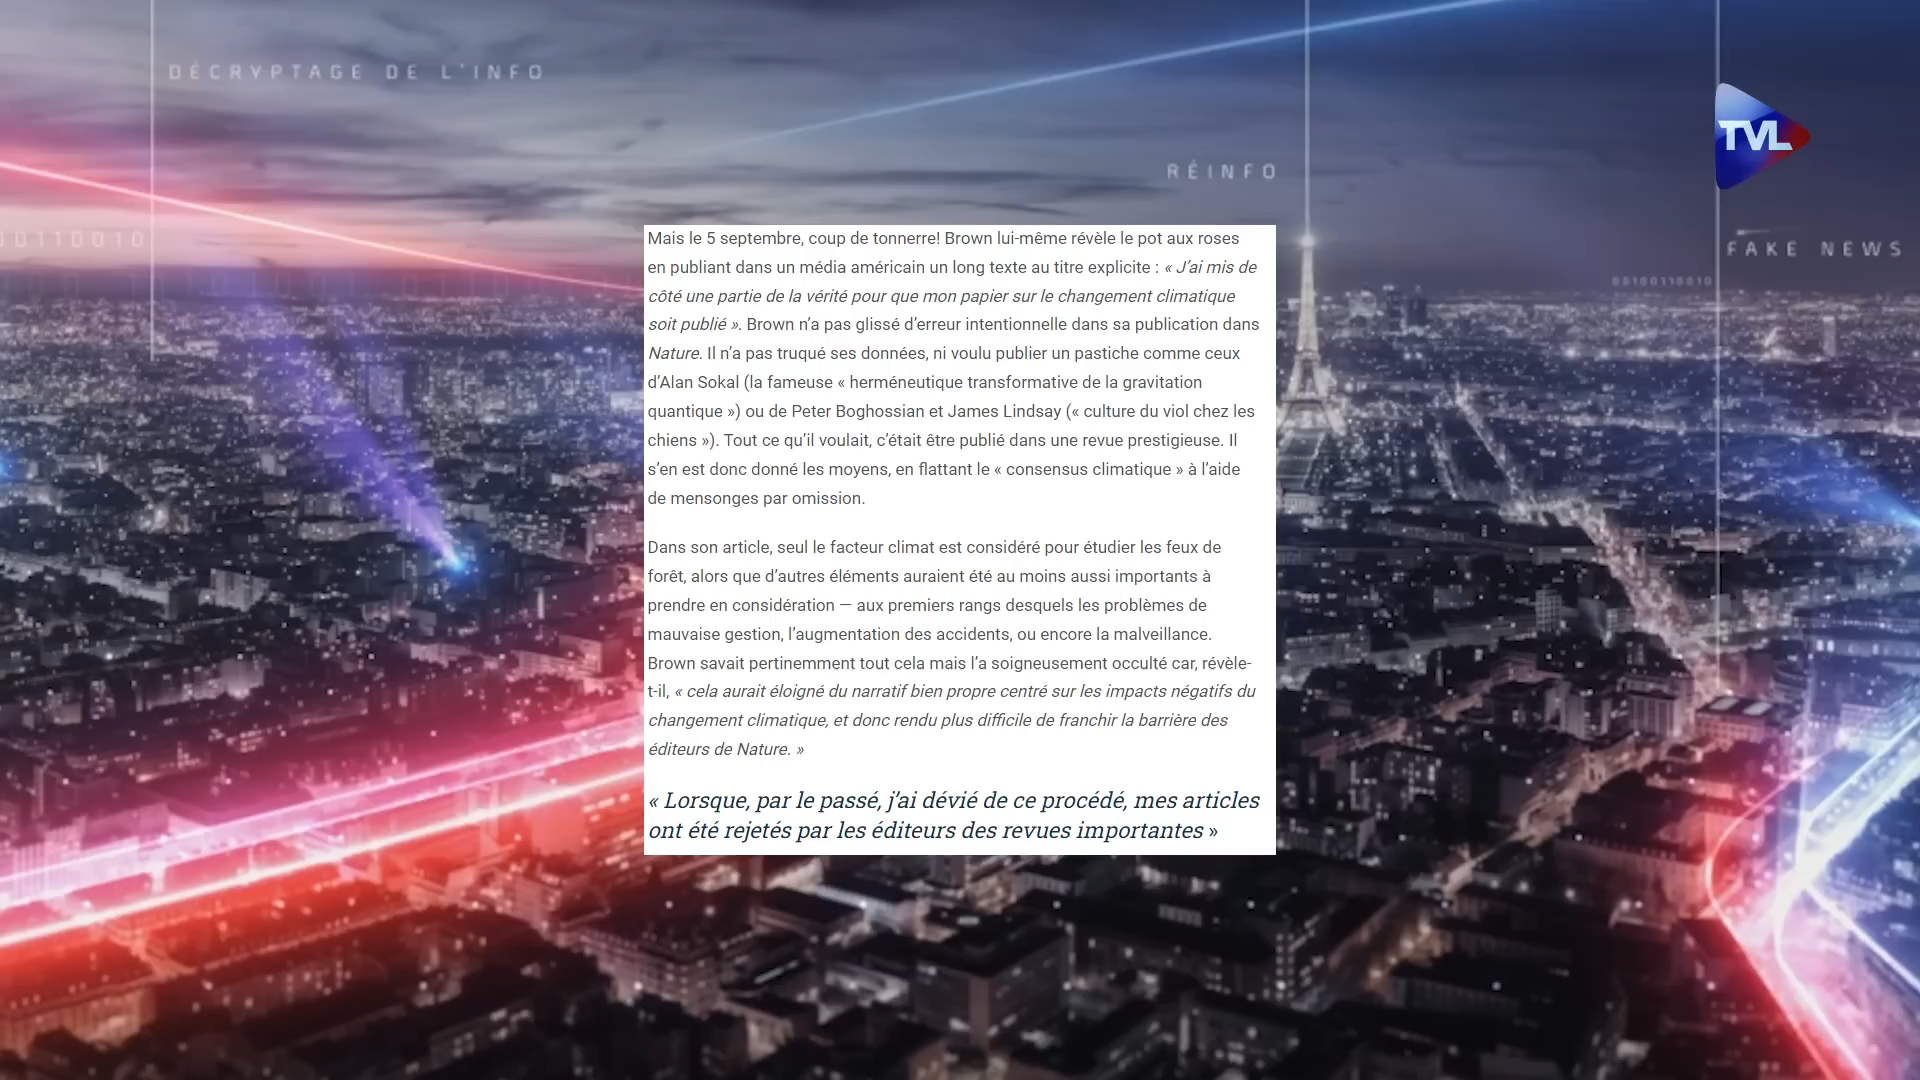 DÉCRYPTAGE DE L'INFO
TVL
RÉINFO
00110010
FAKE NEWS
00100110010
Mais le 5 septembre, coup de tonnerre! Brown lui-même révèle le pot aux roses
en publiant dans un média américain un long texte au titre explicite : « J’ai mis de
côté une partie de la vérité pour que mon papier sur le changement climatique
soit publié ». Brown n’a pas glissé d’erreur intentionnelle dans sa publication dans
Nature. Il n’a pas truqué ses données, ni voulu publier un pastiche comme ceux
d’Alan Sokal (la fameuse « herméneutique transformative de la gravitation
quantique ») ou de Peter Boghossian et James Lindsay (« culture du viol chez les
chiens »). Tout ce qu’il voulait, c’était être publié dans une revue prestigieuse. Il
s’en est donc donné les moyens, en flattant le « consensus climatique » à l’aide
de mensonges par omission.
Dans son article, seul le facteur climat est considéré pour étudier les feux de
forêt, alors que d’autres éléments auraient été au moins aussi importants à
prendre en considération — aux premiers rangs desquels les problèmes de
mauvaise gestion, l’augmentation des accidents, ou encore la malveillance.
Brown savait pertinemment tout cela mais l’a soigneusement occulté car, révèle-
t-il, « cela aurait éloigné du narratif bien propre centré sur les impacts négatifs du
changement climatique, et donc rendu plus difficile de franchir la barrière des
éditeurs de Nature. »
« Lorsque, par le passé, j’ai dévié de ce procédé, mes articles
ont été rejetés par les éditeurs des revues importantes »